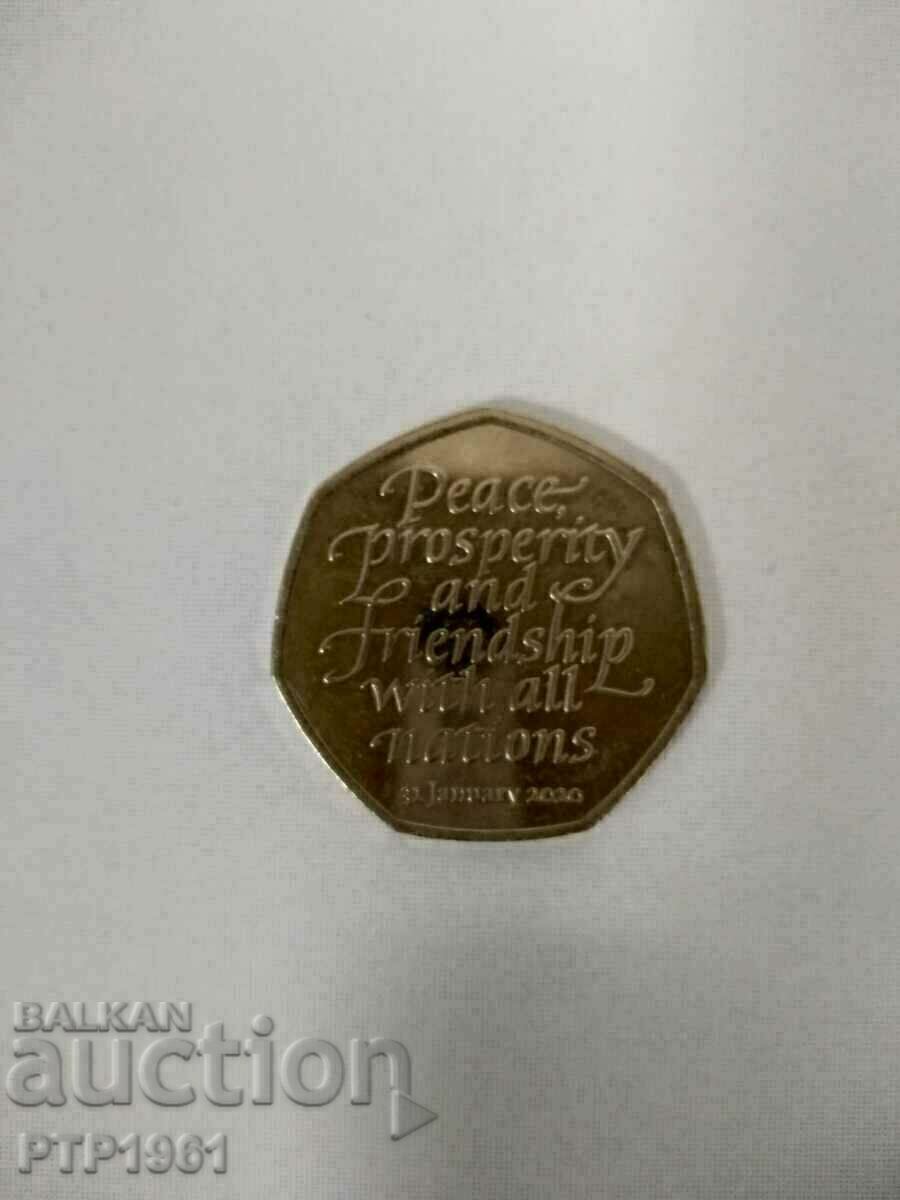 Peace,
prosperity
and
friendship
with all
nations
31 January 2020
BALKAN
auction
PTP1961